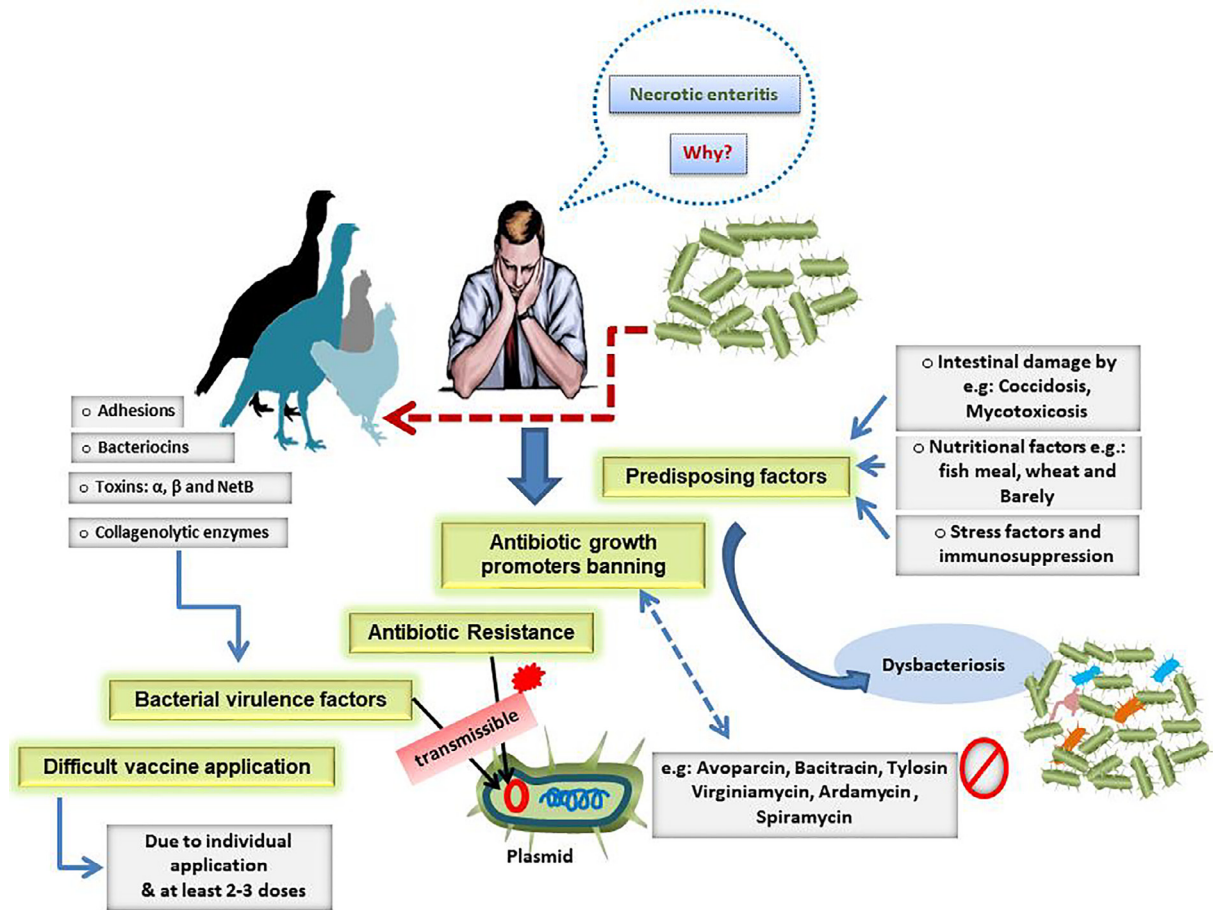 Necrotic enteritis
Why?
○ Adhesions
○ Bacteriocins
○ Toxins: α, β and NetB
○ Collagenolytic enzymes
○ Intestinal damage by
e.g: Coccidosis,
Mycotoxicosis
○ Nutritional factors e.g.:
fish meal, wheat and
Barely
○ Stress factors and
immunosuppression
Predisposing factors
Antibiotic growth
promoters banning
Antibiotic Resistance
Bacterial virulence factors
transmissible
Difficult vaccine application
Dysbacteriosis
e.g: Avoparcin, Bacitracin, Tylosin
Virginiamycin, Ardamycin ,
Spiramycin
Plasmid
Due to individual
application
& at least 2-3 doses